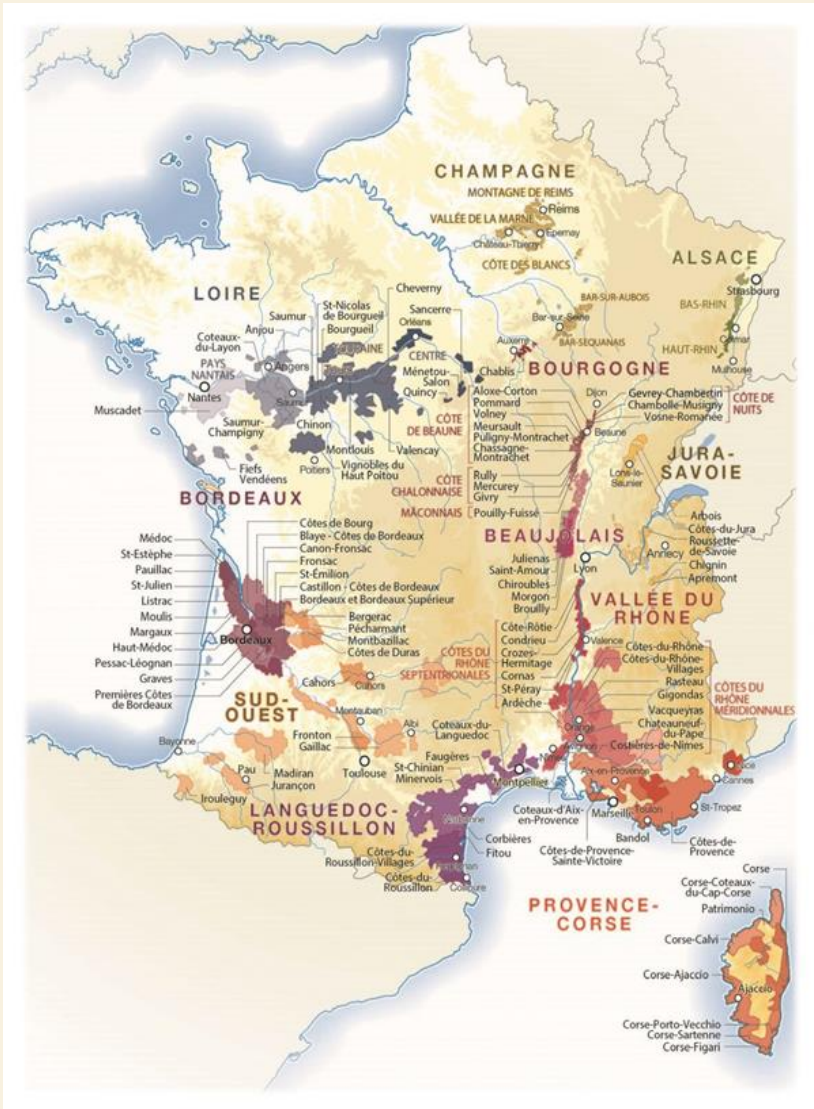 CHAMPAGNE
MONTAGNE DE REIMS
Reims
VALLÉE DE LA MARNE
Epernay
Château-Thierry
CÔTE DES BLANCS
ALSACE
Strasbourg
BAS-RHIN
Colmar
HAUT-RHIN
Mulhouse
BAR-SUR-AUBOIS
Bar-sur-Seine
BAR-SEQUANAIS
LOIRE
Cheverny
St-Nicolas
de Bourgueil
Bourgueil
Saumur
Anjou
Coteaux-
du-Layon
Sancerre
Orléans
TOURAINE
CENTRE
Angers
PAYS
NANTAIS
Nantes
Muscadet
Saumur
Saumur-
Champigny
Chinon
Tours
Ménetou-
Salon
Quincy
Montlouis
Valencay
Vignobles du
Haut Poitou
Poitiers
Fiefs
Vendéens
Auxerre
Chablis
BOURGOGNE
Dijon
Gevrey-Chambertin
Chambolle-Musigny
Vosne-Romanée
CÔTE DE
NUITS
CÔTE
DE BEAUNE
Aloxe-Corton
Pommard
Volney
Meursault
Puligny-Montrachet
Chassagne-
Montrachet
Beaune
CÔTE
CHALONNAISE
Rully
Mercurey
Givry
MÂCONNAIS
Pouilly-Fuissé
JURA-
SAVOIE
Lons-le-
Saunier
Arbois
Côtes-du-Jura
Roussette-
de-Savoie
Chignin
Apremont
Annecy
BEAUJOLAIS
Julienas
Saint-Amour
Chiroubles
Morgon
Brouilly
Lyon
BORDEAUX
Médoc
St-Estèphe
Pauillac
St-Julien
Listrac
Moulis
Margaux
Haut-Médoc
Pessac-Léognan
Graves
Premières Côtes
de Bordeaux
Côtes de Bourg
Blaye - Côtes de Bordeaux
Canon-Fronsac
Fronsac
St-Émilion
Castillon - Côtes de Bordeaux
Bordeaux et Bordeaux Supérieur
Bordeaux
Bergerac
Pécharmant
Montbazillac
Côtes de Duras
VALLÉE DU
RHÔNE
CÔTES DU
RHÔNE
SEPTENTRIONALES
Côte-Rôtie
Condrieu
Crozes-
Hermitage
Cornas
St-Péray
Ardèche
Valence
Côtes-du-Rhône
Côtes-du-Rhône-
Villages
Rasteau
Gigondas
Vacqueyras
Chateauneuf-
du-Pape
Costières-de-Nimes
CÔTES DU
RHÔNE
MÉRIDIONNALES
Orange
Avignon
Nîmes
SUD-
OUEST
Cahors
Cahors
Montauban
Albi
Fronton
Gaillac
Toulouse
Bayonne
Pau
Madiran
Jurançon
Irouleguy
LANGUEDOC-
ROUSSILLON
Coteaux-du-
Languedoc
Faugères
St-Chinian
Minervois
Montpellier
Narbonne
Corbières
Fitou
Côtes-du-
Roussillon-Villages
Côtes-du-
Roussillon
Perpignan
Collioure
Aix-en-Provence
Coteaux-d'Aix-
en-Provence
Marseille
Toulon
Nice
Cannes
St-Tropez
Bandol
Côtes-de-
Provence
Côtes-de-Provence-
Sainte-Victoire
PROVENCE-
CORSE
Corse
Corse-Coteaux-
du-Cap-Corse
Patrimonio
Corse-Calvi
Corse-Ajaccio
Ajaccio
Corse-Porto-Vecchio
Corse-Sartenne
Corse-Figari